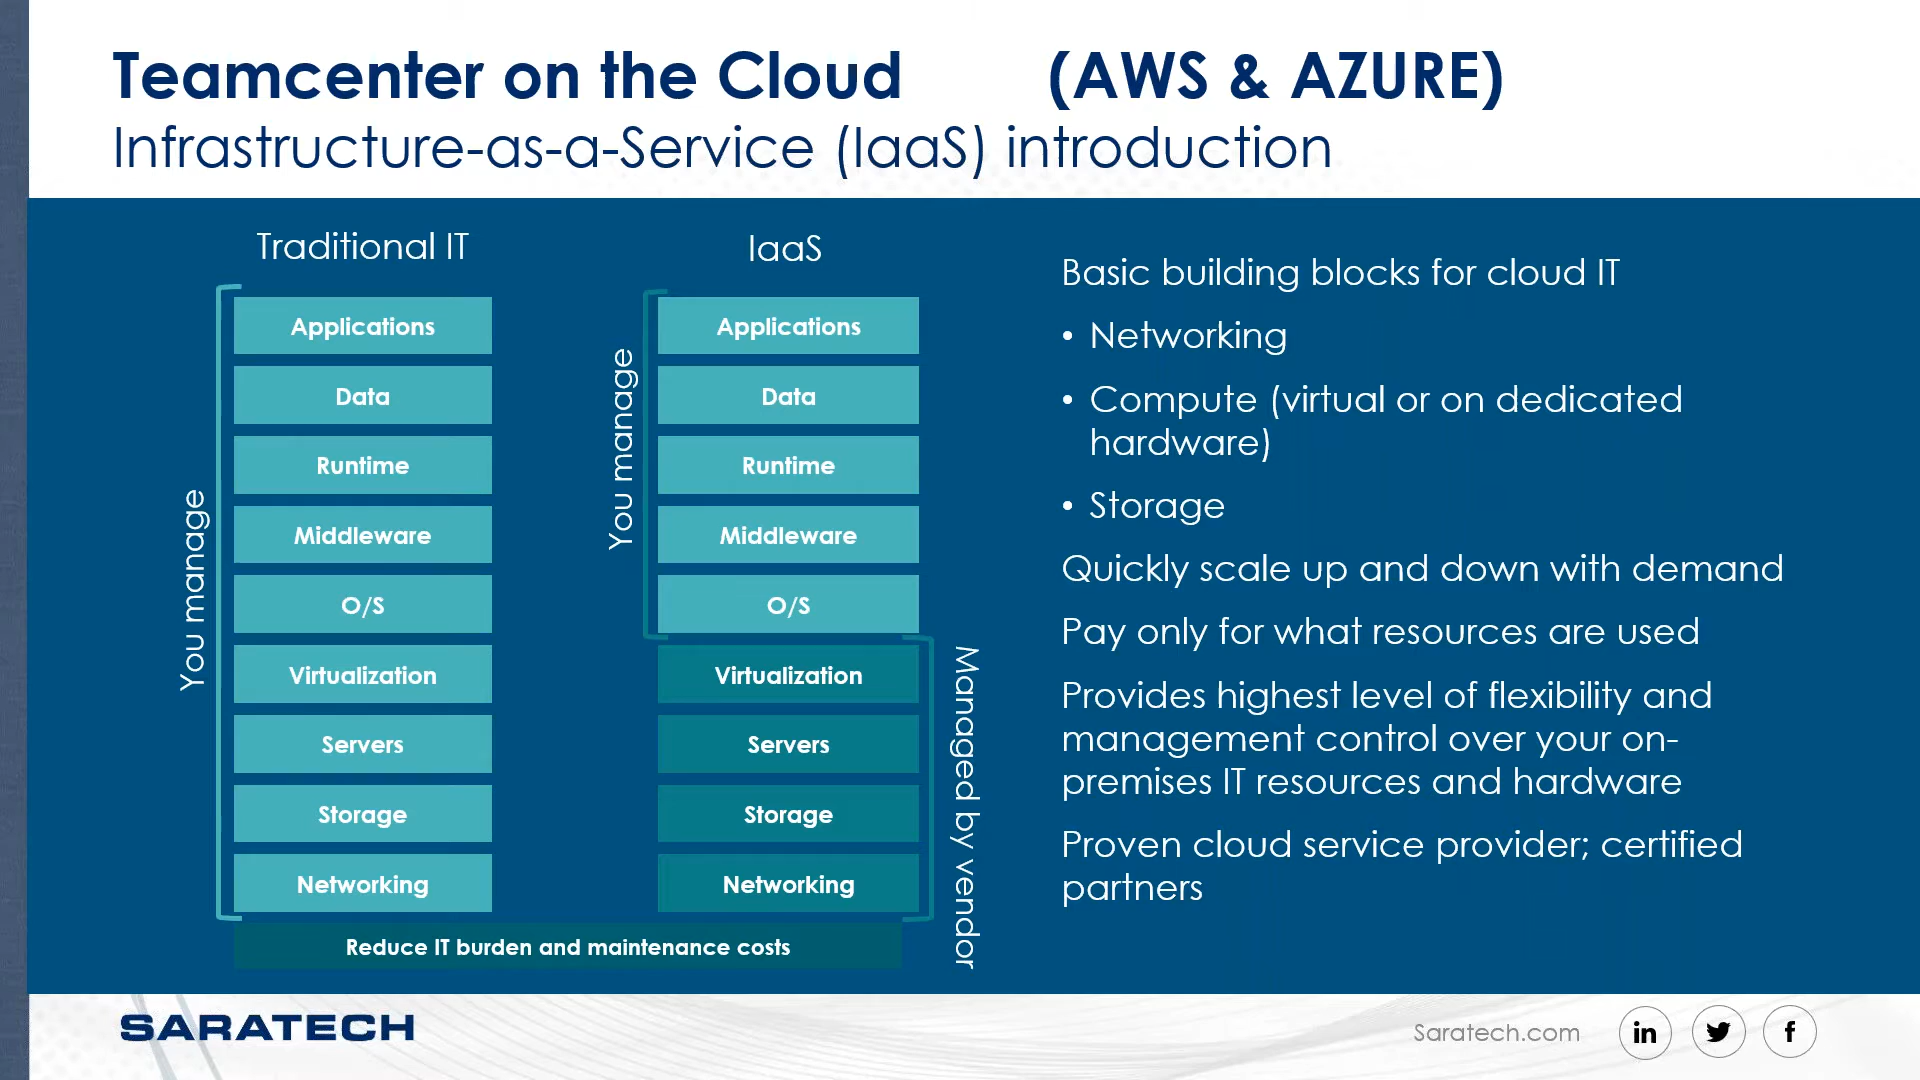 Teamcenter on the Cloud (AWS & AZURE)
Infrastructure-as-a-Service (IaaS) introduction
Traditional IT
You manage
Applications
Data
Runtime
Middleware
O/S
Virtualization
Servers
Storage
Networking
IaaS
You manage
Applications
Data
Runtime
Middleware
O/S
Virtualization
Servers
Storage
Networking
Managed by vendor
Reduce IT burden and maintenance costs
Basic building blocks for cloud IT
• Networking
• Compute (virtual or on dedicated
hardware)
• Storage
Quickly scale up and down with demand
Pay only for what resources are used
Provides highest level of flexibility and
management control over your on-
premises IT resources and hardware
Proven cloud service provider; certified
partners
SARATECH
Saratech.com
in
f